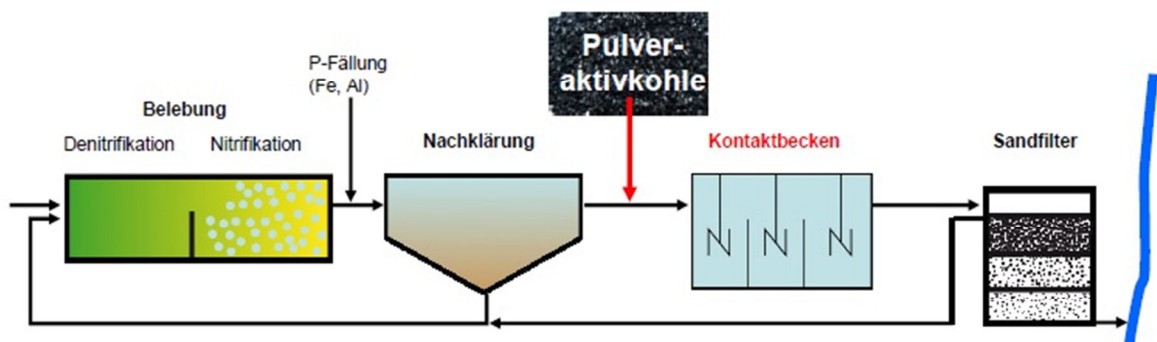 P-Fällung
(Fe, Al)
Pulver-
aktivkohle
Belebung
Denitrifikation
Nitrifikation
Nachklärung
Kontaktbecken
Sandfilter